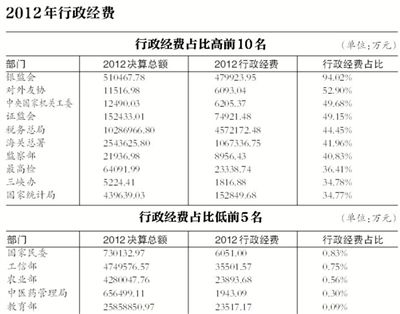 2012年行政经费
行政经费占比高前10名 (单位:万元)
部门 2012决算总额 2012行政经费 行政经费占比
银监会 510467.78 479923.95 94.02%
对外友协 11516.98 6093.04 52.90%
中央国家机关工委 12490.03 6205.37 49.68%
证监会 152433.01 74921.48 49.15%
税务总局 10286966.80 4572172.48 44.45%
海关总署 2543625.80 1067336.75 41.96%
监察部 21936.98 8956.43 40.83%
最高检 64091.99 23338.74 36.41%
三峡办 5224.41 1816.88 34.78%
国家统计局 439639.03 152849.68 34.77%
行政经费占比低前5名 (单位:万元)
部门 2012决算总额 2012行政经费 行政经费占比
国家民委 730132.97 6051.00 0.83%
工信部 4749576.57 35501.57 0.75%
农业部 4280047.76 23893.68 0.56%
中医药管理局 656499.11 1943.09 0.30%
教育部 25858850.97 23517.17 0.09%